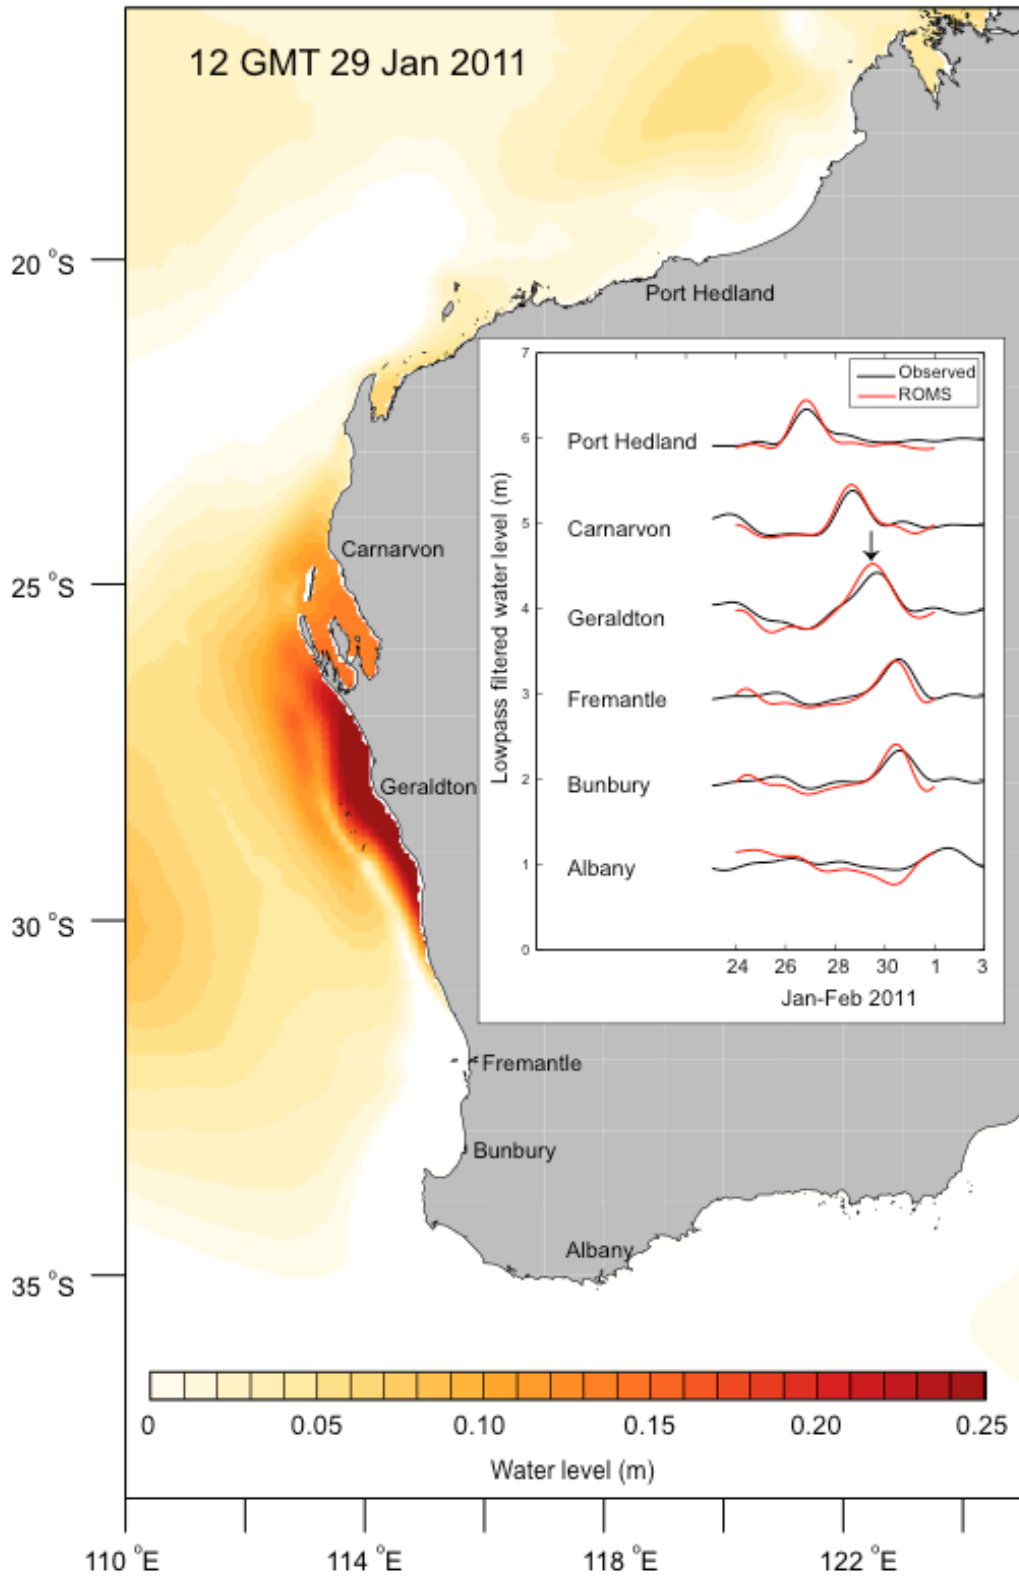 12 GMT 29 Jan 2011
20 °S
Port Hedland
7
Observed
ROMS
6
Port Hedland
Lowpass filtered water level (m)
5
Carnarvon
Carnarvon
25 °S
4
Geraldton
3
Fremantle
Geraldton
2
Bunbury
1
Albany
30 °S
0
24 26 28 30 1 3
Jan-Feb 2011
Fremantle
Bunbury
Albany
35 °S
0 0.05 0.10 0.15 0.20 0.25
Water level (m)
110 °E 114 °E 118 °E 122 °E